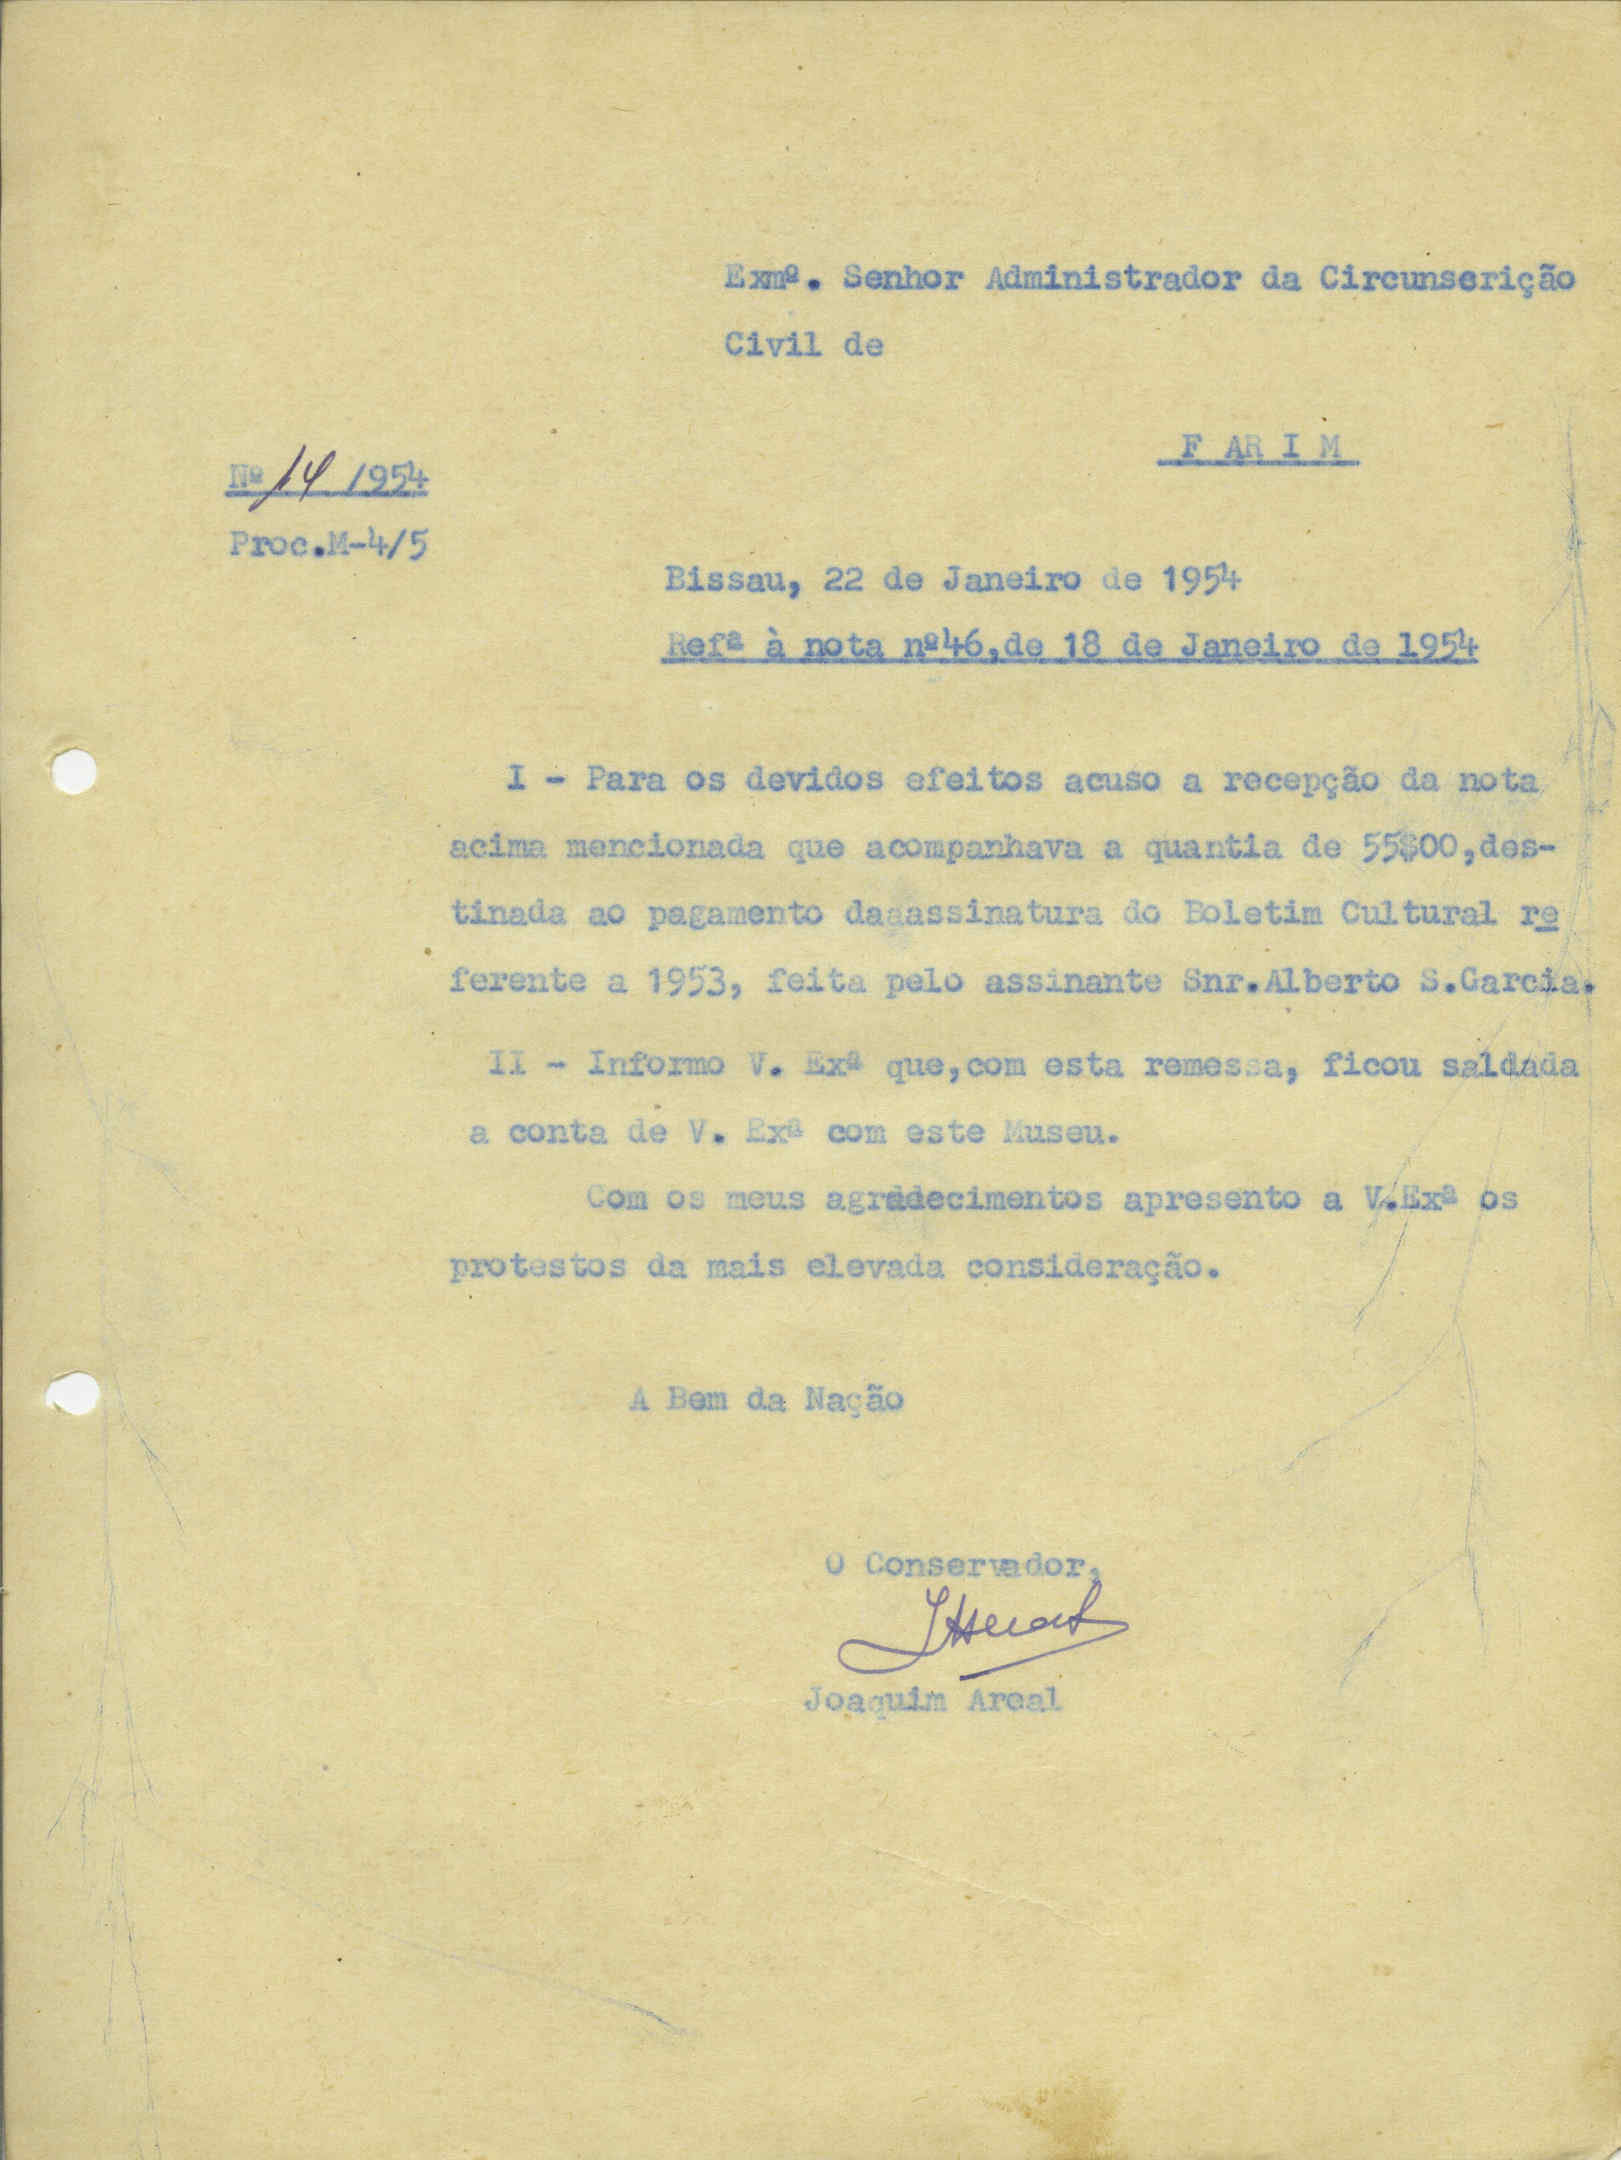 Exmº. Senhor Administrador da Circunscrição
Civil de
F AR I M
Nº 14 /1954
Proc.M-4/5
Bissau, 22 de Janeiro de 1954
Refª à nota nº46,de 18 de Janeiro de 1954
I - Para os devidos efeitos acuso a recepção da nota
acima mencionada que acompanhava a quantia de 55$00,des-
tinada ao pagamento daaassinatura do Boletim Cultural re
ferente a 1953, feita pelo assinante Snr.Alberto S.Garcia.
II - Informo V. Exª que,com esta remessa, ficou saldada
a conta de V. Exª com este Museu.
Com os meus agradecimentos apresento a V.Exª os
protestos da mais elevada consideração.
A Bem da Nação
O Conservador,
Joaquim Areal